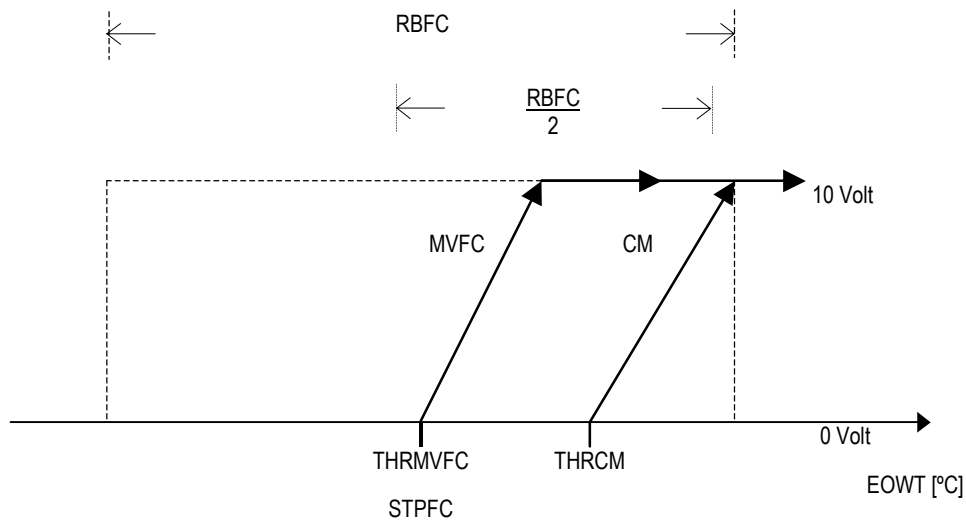 RBFC
RBFC
2
10 Volt
MVFC
CM
0 Volt
THRMVFC
THRCM
EOWT [ºC]
STPFC